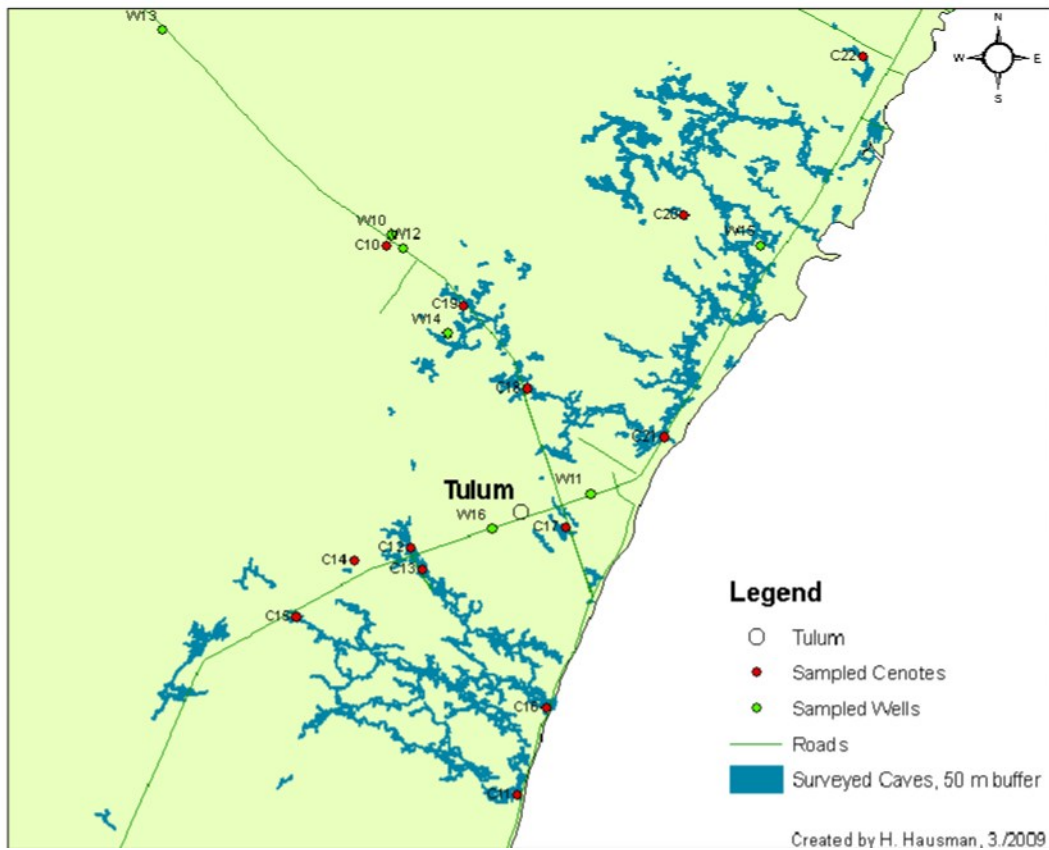 W13
N
W E
S
C22
C20
W15
W10
W12
C10
C19
W14
C18
C21
W11
Tulum
W16
C17
C12
C13
C14
C15
C16
C11
Legend
Tulum
Sampled Cenotes
Sampled Wells
Roads
Surveyed Caves, 50 m buffer
Created by H. Hausman, 3./2009